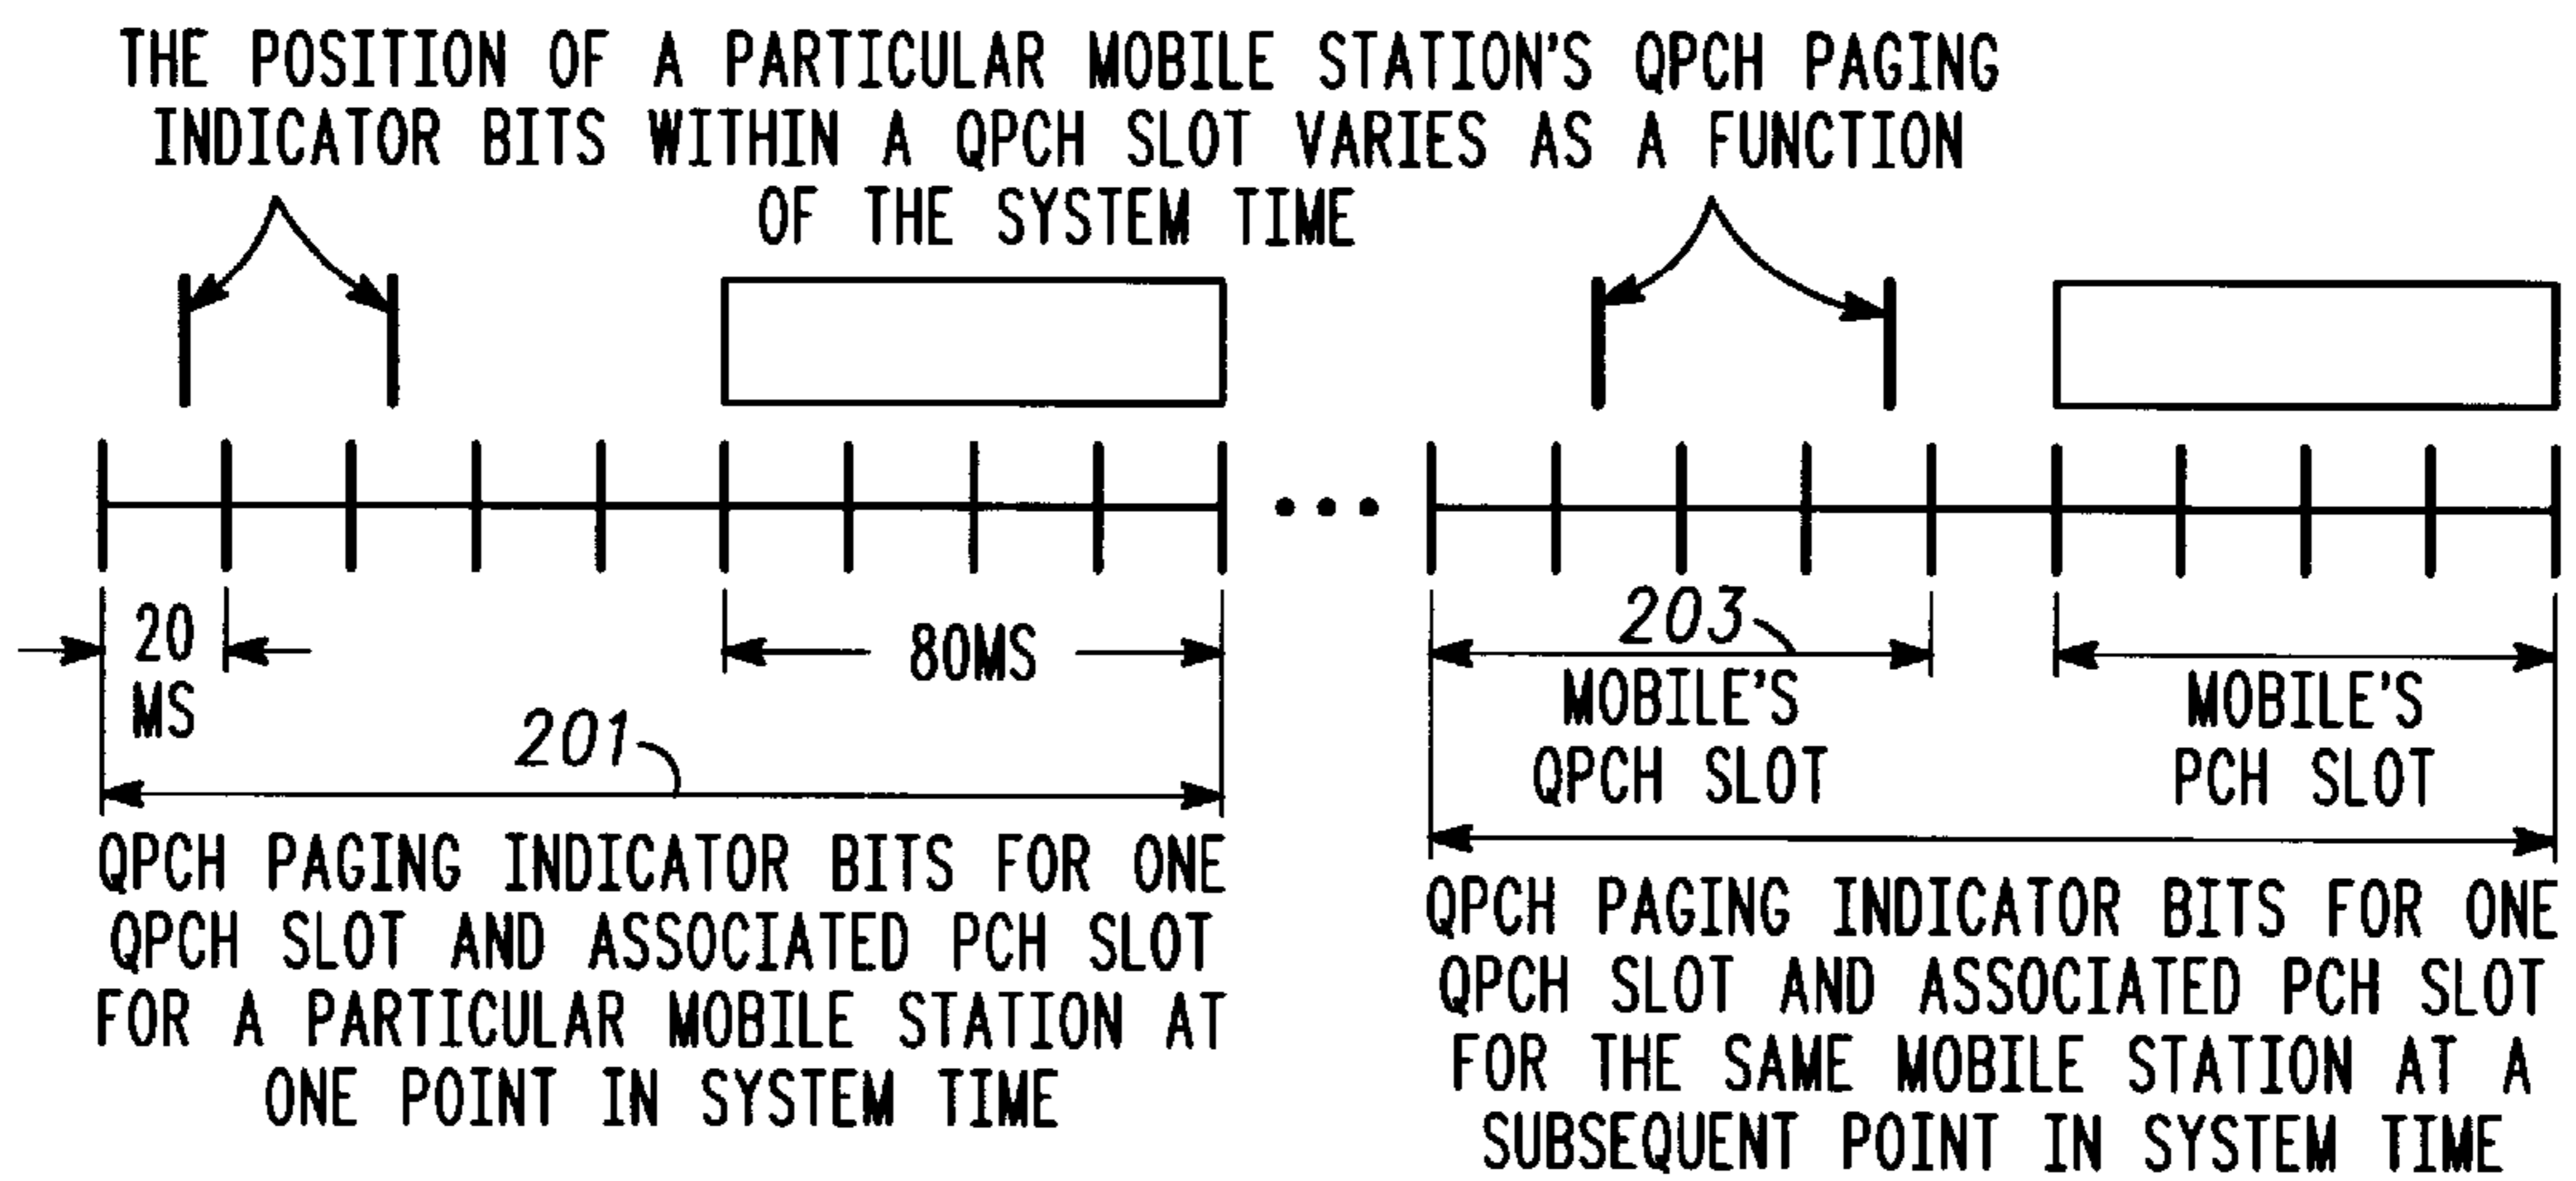 THE POSITION OF A PARTICULAR MOBILE STATION'S QPCH PAGING
INDICATOR BITS WITHIN A QPCH SLOT VARIES AS A FUNCTION
OF THE SYSTEM TIME
20
MS
80MS
201
203
MOBILE'S
QPCH SLOT
MOBILE'S
PCH SLOT
QPCH PAGING INDICATOR BITS FOR ONE
QPCH SLOT AND ASSOCIATED PCH SLOT
FOR A PARTICULAR MOBILE STATION AT
ONE POINT IN SYSTEM TIME
QPCH PAGING INDICATOR BITS FOR ONE
QPCH SLOT AND ASSOCIATED PCH SLOT
FOR THE SAME MOBILE STATION AT A
SUBSEQUENT POINT IN SYSTEM TIME